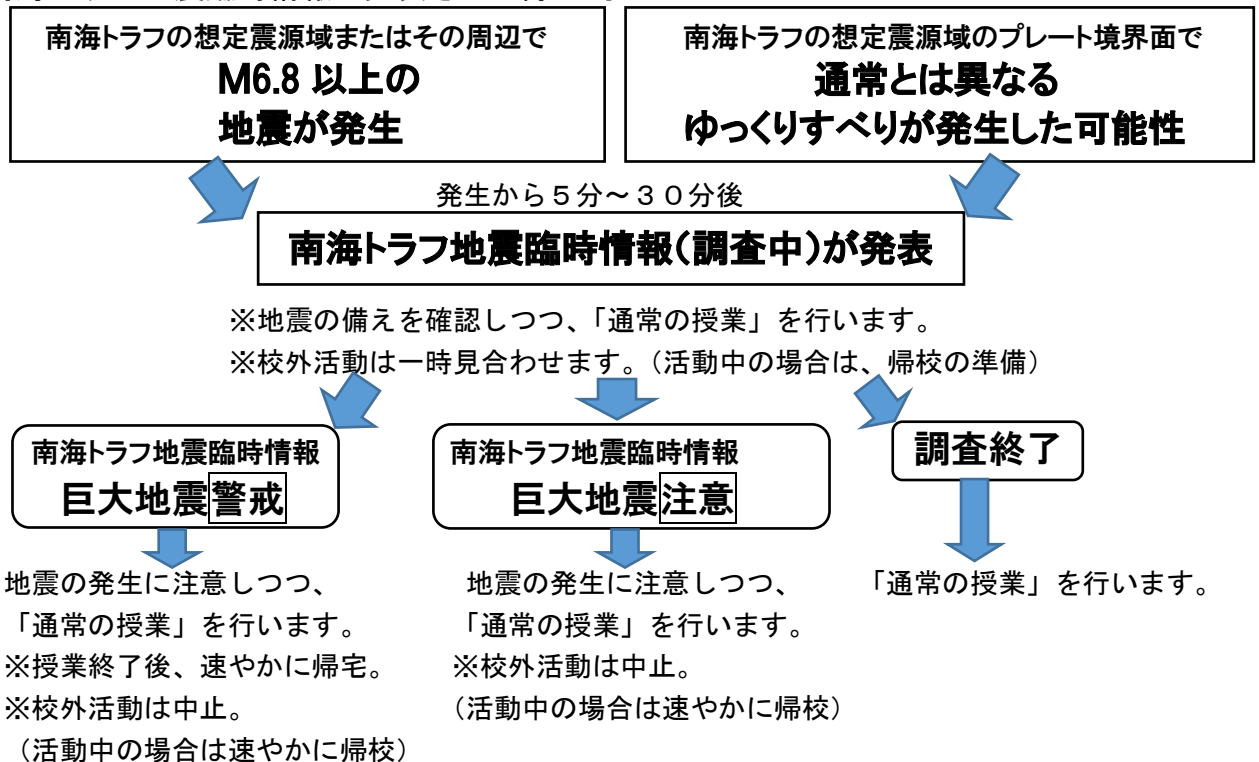 南海トラフの想定震源域またはその周辺で
M6.8 以上の
地震が発生
南海トラフの想定震源域のプレート境界面で
通常とは異なる
ゆっくりすべりが発生した可能性
発生から５分～３０分後
南海トラフ地震臨時情報（調査中）が発表
※地震の備えを確認しつつ、「通常の授業」を行います。
※校外活動は一時見合わせます。（活動中の場合は、帰校の準備）
南海トラフ地震臨時情報
巨大地震警戒
南海トラフ地震臨時情報
巨大地震注意
調査終了
地震の発生に注意しつつ、
「通常の授業」を行います。
※授業終了後、速やかに帰宅。
※校外活動は中止。
（活動中の場合は速やかに帰校）
地震の発生に注意しつつ、
「通常の授業」を行います。
※校外活動は中止。
（活動中の場合は速やかに帰校）
「通常の授業」を行います。